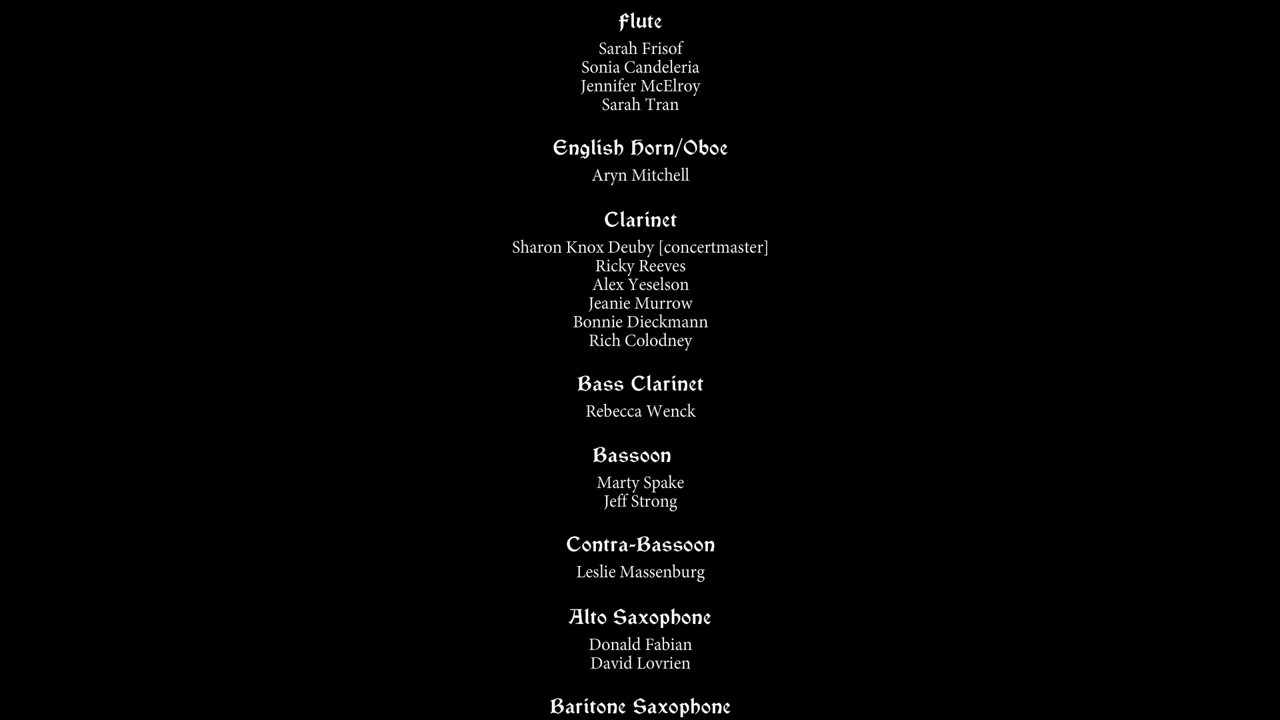 Flute
Sarah Frisof
Sonia Candeleria
Jennifer McElroy
Sarah Tran
English Horn/Oboe
Aryn Mitchell
Clarinet
Sharon Knox Deuby [concertmaster]
Ricky Reeves
Alex Yeselson
Jeanie Murrow
Bonnie Dieckmann
Rich Colodney
Bass Clarinet
Rebecca Wenck
Bassoon
Marty Spake
Jeff Strong
Contra-Bassoon
Leslie Massenburg
Alto Saxophone
Donald Fabian
David Lovrien
Baritone Saxophone